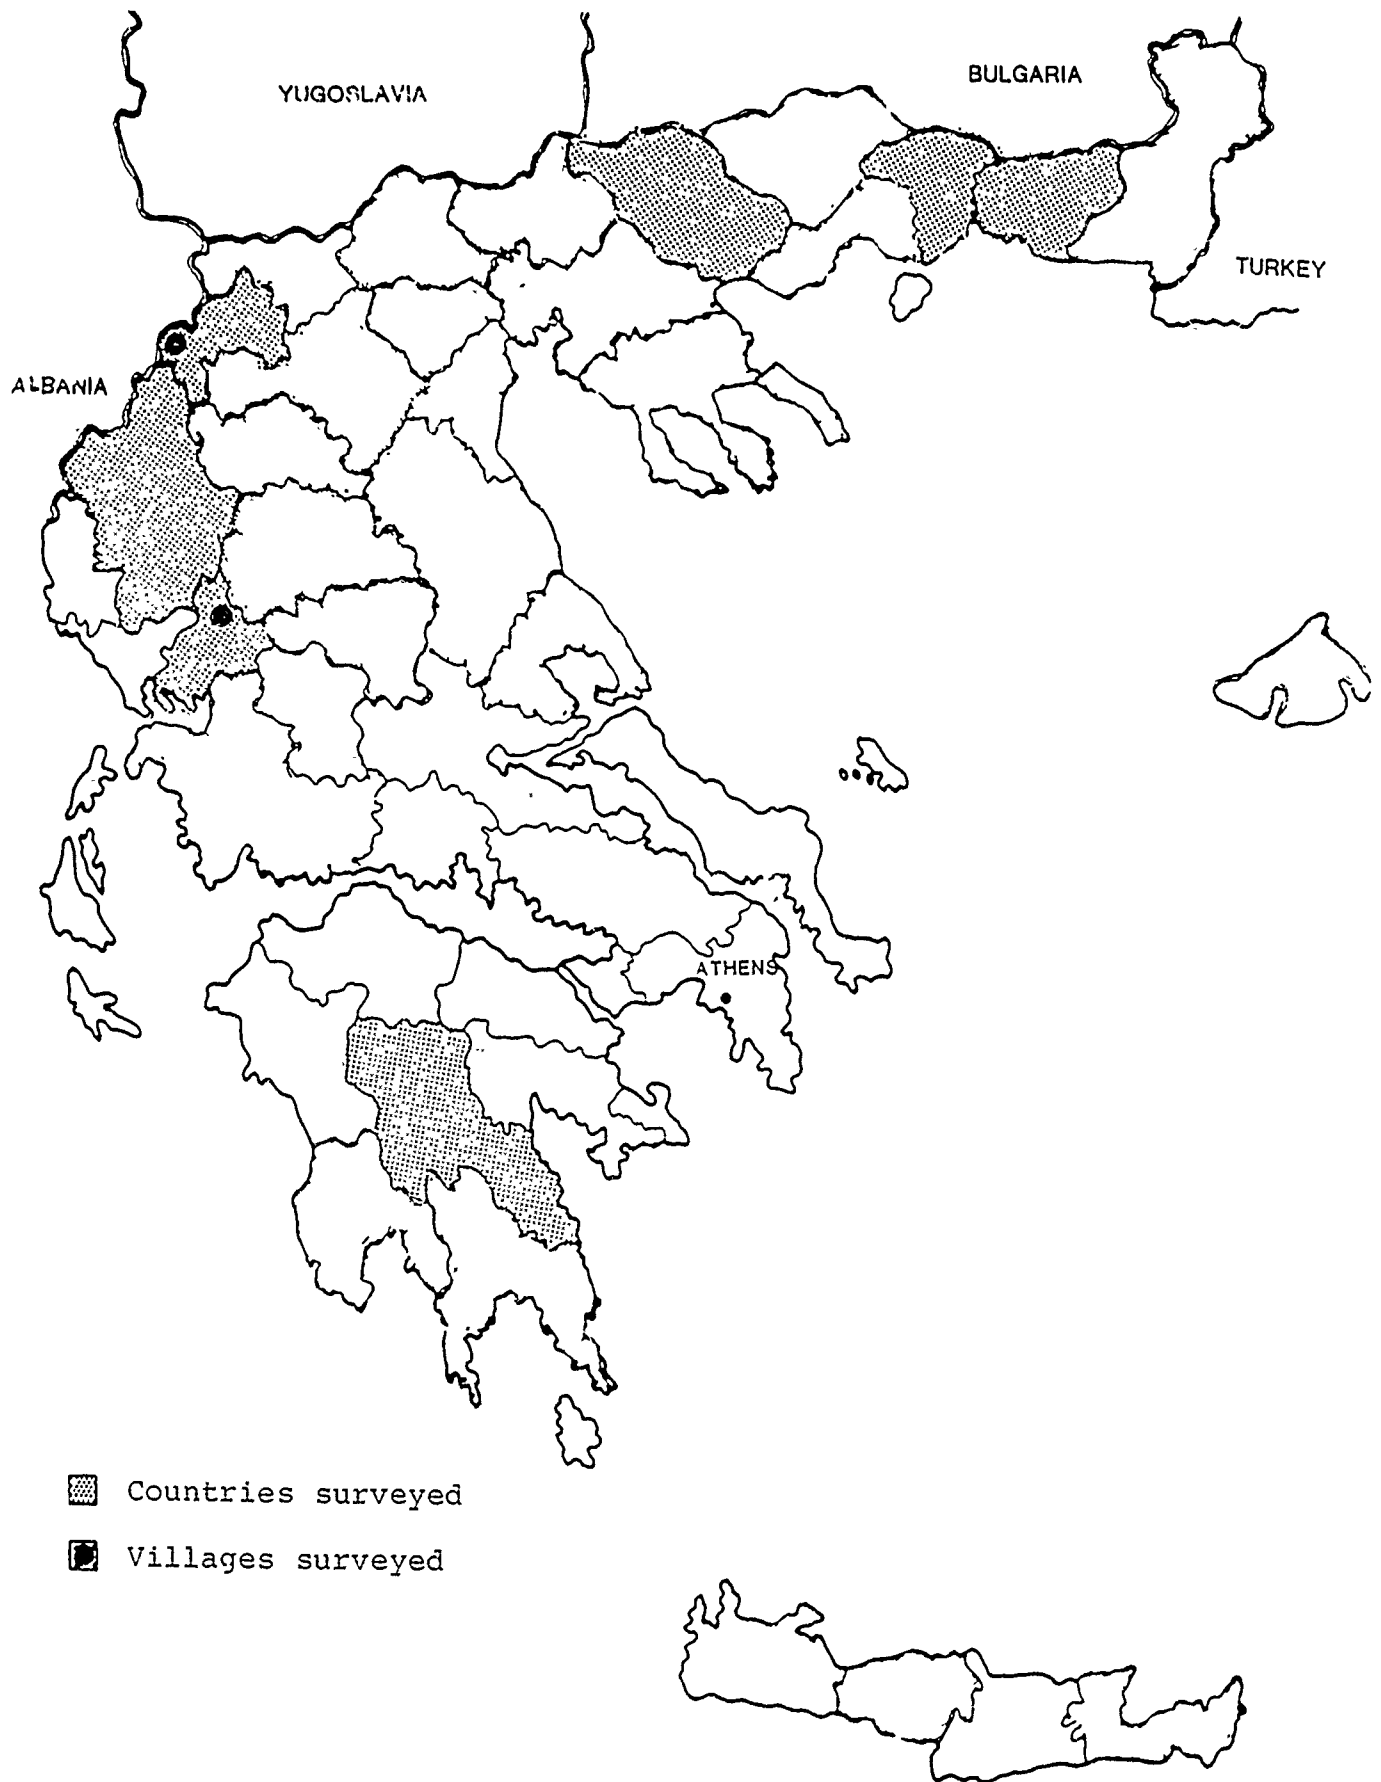 BULGARIA
YUGOSLAVIA
TURKEY
ALBANIA
ATHENS
Countries surveyed
Villages surveyed